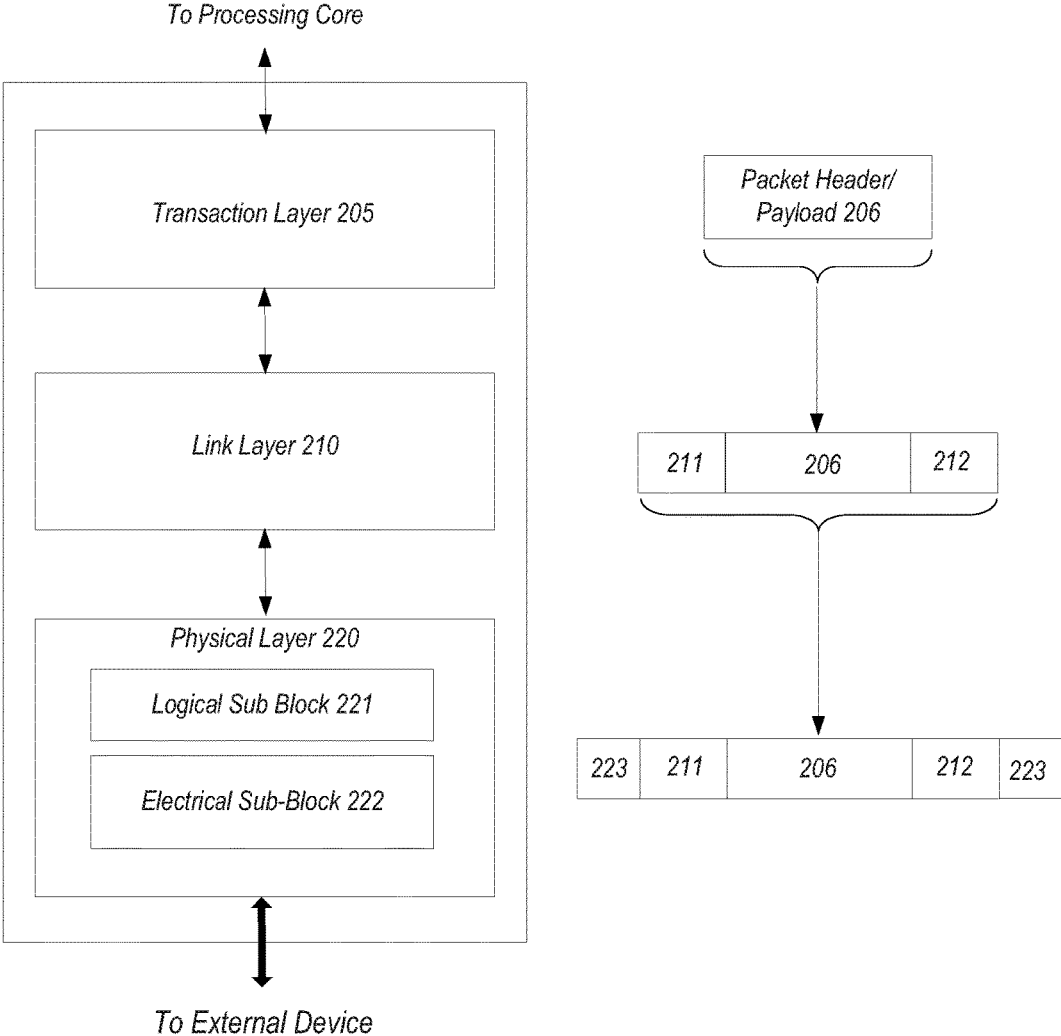 To Processing Core
Transaction Layer 205
Packet Header/
Payload 206
Link Layer 210
211 206 212
Physical Layer 220
Logical Sub Block 221
Electrical Sub-Block 222
223 211 206 212 223
To External Device